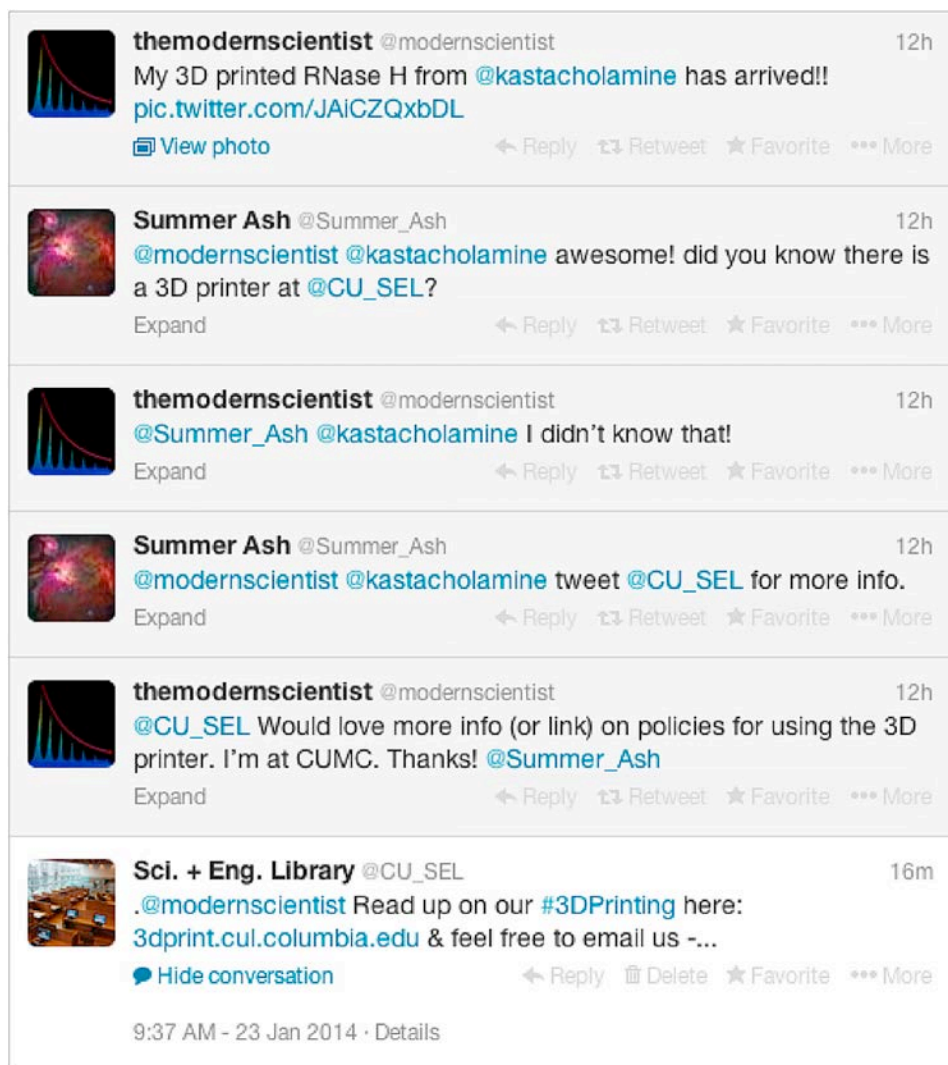 themodernscientist @modernscientist 12h
My 3D printed RNase H from @kastacholamine has arrived!!
pic.twitter.com/JAiCZQxbDL
View photo Reply Retweet Favorite More
Summer Ash @Summer_Ash 12h
@modernscientist @kastacholamine awesome! did you know there is
a 3D printer at @CU_SEL?
Expand Reply Retweet Favorite More
themodernscientist @modernscientist 12h
@Summer_Ash @kastacholamine I didn't know that!
Expand Reply Retweet Favorite More
Summer Ash @Summer_Ash 12h
@modernscientist @kastacholamine tweet @CU_SEL for more info.
Expand Reply Retweet Favorite More
themodernscientist @modernscientist 12h
@CU_SEL Would love more info (or link) on policies for using the 3D
printer. I'm at CUMC. Thanks! @Summer_Ash
Expand Reply Retweet Favorite More
Sci. + Eng. Library @CU_SEL 16m
.@modernscientist Read up on our #3DPrinting here:
3dprint.cul.columbia.edu & feel free to email us -...
Hide conversation Reply Delete Favorite More
9:37 AM - 23 Jan 2014 · Details